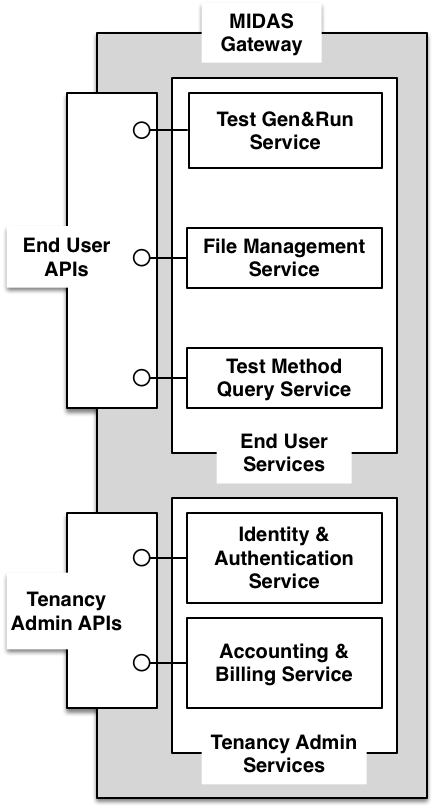 MIDAS
Gateway
Test Gen&Run
Service
End User
APIs
File Management
Service
Test Method
Query Service
End User
Services
Identity &
Authentication
Service
Tenancy
Admin APIs
Accounting &
Billing Service
Tenancy Admin
Services